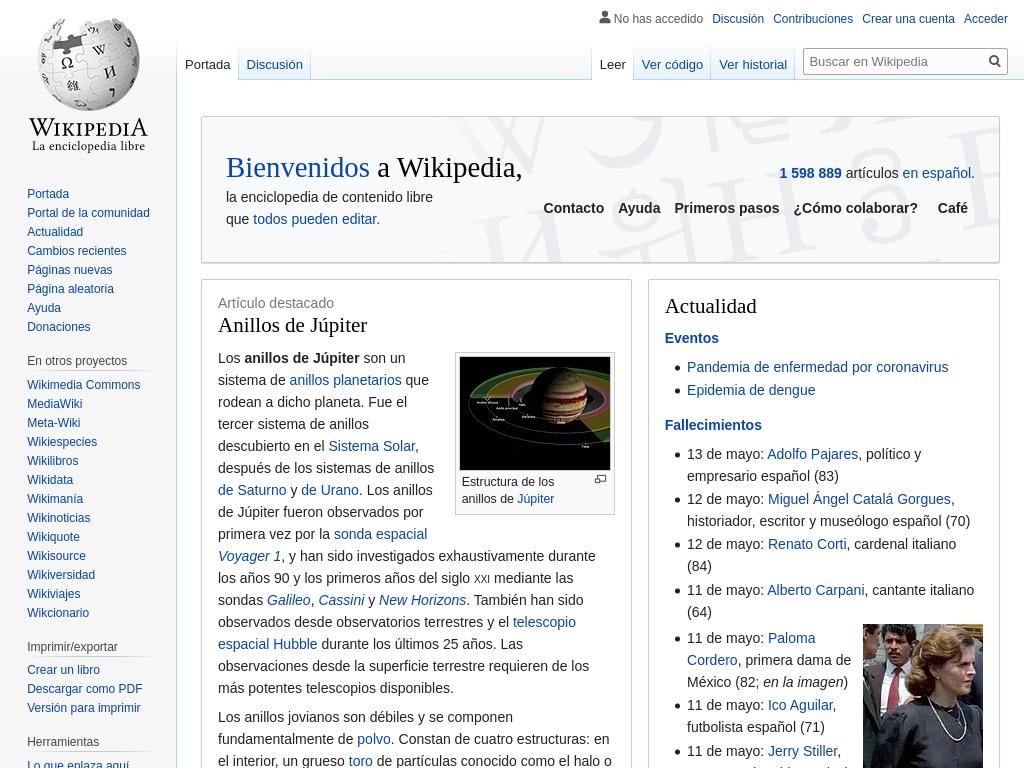 No ha accedido Discusión Contribuciones Crear una cuenta Acceder
Portada Discusión Leer Ver código Ver historial Buscar en Wikipedia
WIKIPEDIA
La enciclopedia libre
Portada
Portal de la comunidad
Actualidad
Cambios recientes
Páginas nuevas
Página aleatoria
Ayuda
Donaciones
En otros proyectos
Wikimedia Commons
MediaWiki
Meta-Wiki
Wikiespecies
Wikilibros
Wikidata
Wikimanía
Wikinoticias
Wikiquote
Wikisource
Wikiversidad
Wikiviajes
Wikcionario
Imprimir/exportar
Crear un libro
Descargar como PDF
Versión para imprimir
Herramientas
Lo que enlaza aquí
Bienvenidos a Wikipedia,
la enciclopedia de contenido libre
que todos pueden editar.
1 598 889 artículos en español.
Contacto Ayuda Primeros pasos ¿Cómo colaborar? Café
Artículo destacado
Anillos de Júpiter
Los anillos de Júpiter son un
sistema de anillos planetarios que
rodean a dicho planeta. Fue el
tercer sistema de anillos
descubierto en el Sistema Solar,
después de los sistemas de anillos
de Saturno y de Urano. Los anillos
de Júpiter fueron observados por
primera vez por la sonda espacial
Voyager 1, y han sido investigados exhaustivamente durante
los años 90 y los primeros años del siglo XXI mediante las
sondas Galileo, Cassini y New Horizons. También han sido
observados desde observatorios terrestres y el telescopio
espacial Hubble durante los últimos 25 años. Las
observaciones desde la superficie terrestre requieren de los
más potentes telescopios disponibles.
Estructura de los
anillos de Júpiter
Los anillos jovianos son débiles y se componen
fundamentalmente de polvo. Constan de cuatro estructuras: en
el interior, un grueso toro de partículas conocido como el halo o
Actualidad
Eventos
Pandemia de enfermedad por coronavirus
Epidemia de dengue
Fallecimientos
13 de mayo: Adolfo Pajares, político y
empresario español (83)
12 de mayo: Miguel Ángel Catalá Gorgues,
historiador, escritor y museólogo español (70)
12 de mayo: Renato Corti, cardenal italiano
(84)
11 de mayo: Alberto Carpani, cantante italiano
(64)
11 de mayo: Paloma
Cordero, primera dama de
México (82; en la imagen)
11 de mayo: Ico Aguilar,
futbolista español (71)
11 de mayo: Jerry Stiller,